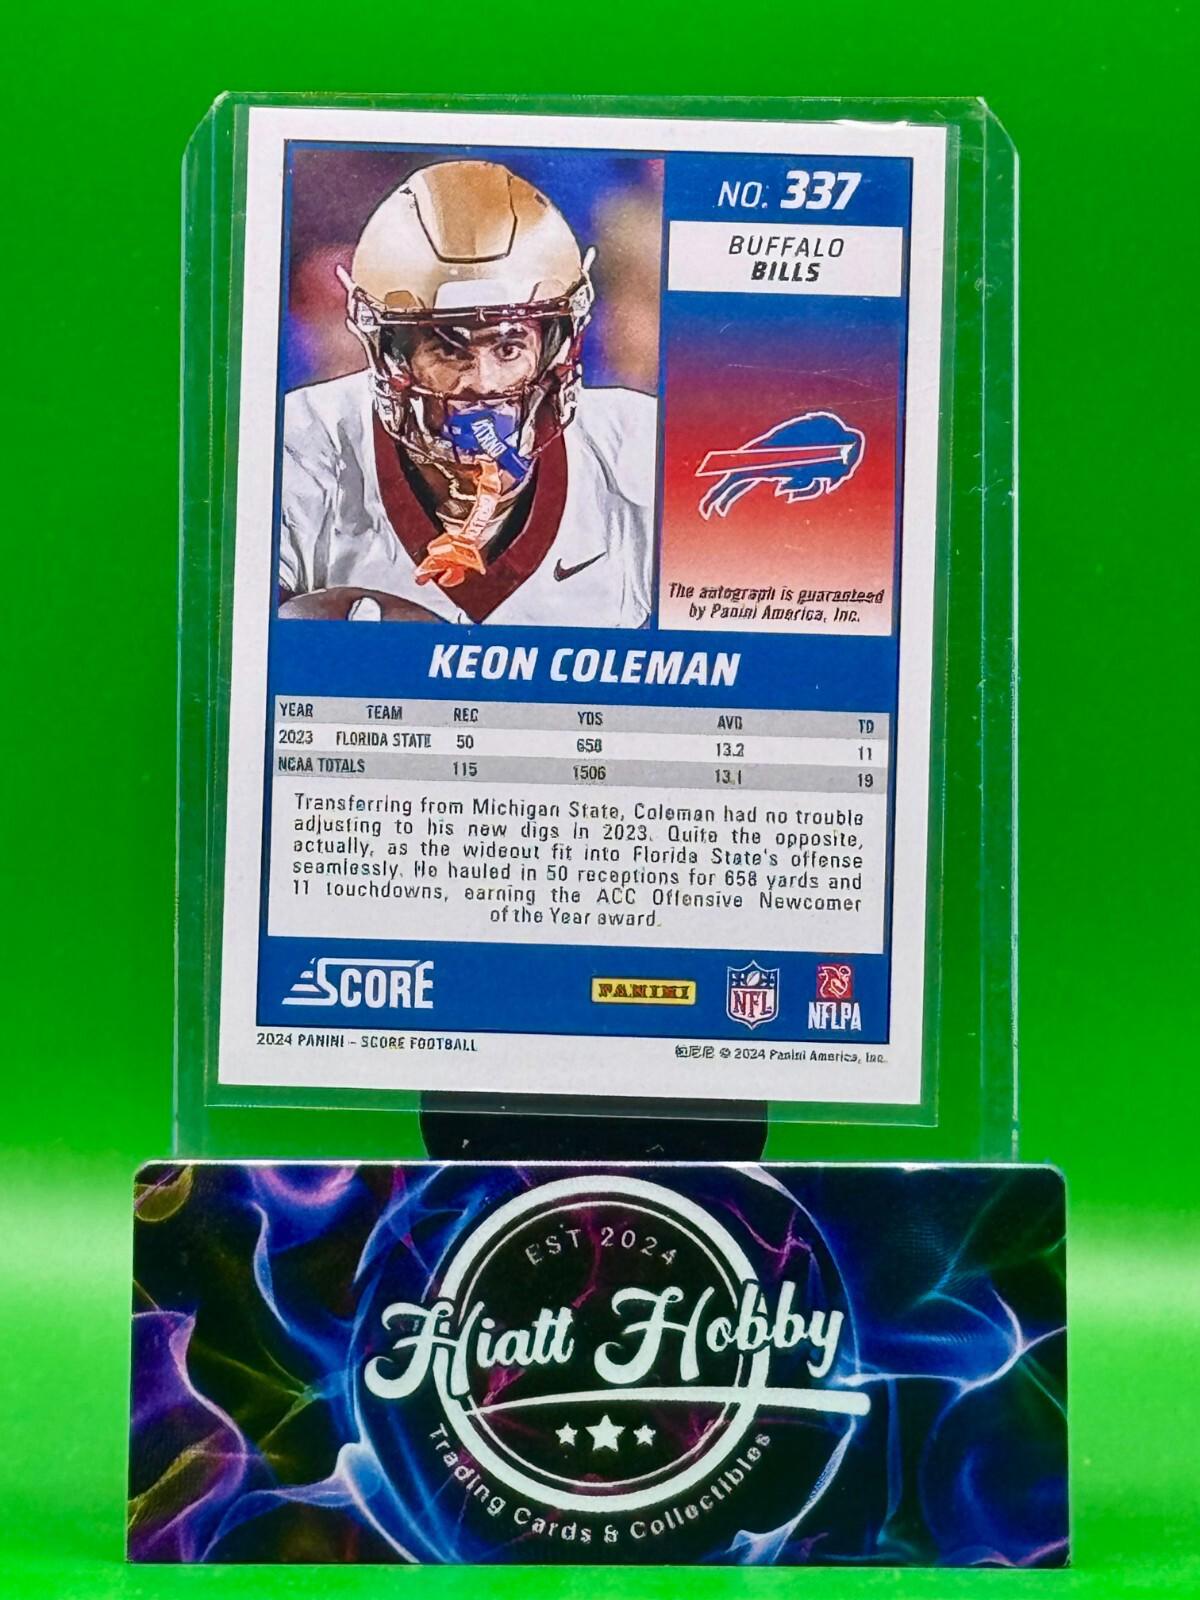 NO. 337
BUFFALO
BILLS
The autograph is guaranteed
by Panini America, Inc.
KEON COLEMAN
YEAR TEAM REC YDS AVG TD
2023 FLORIDA STATE 50 658 13.2 11
NCAA TOTALS 115 1506 13.1 19
Transferring from Michigan State, Coleman had no trouble
adjusting to his new digs in 2023. Quite the opposite,
actually, as the wideout fit into Florida State's offense
seamlessly. He hauled in 50 receptions for 658 yards and
11 touchdowns, earning the ACC Offensive Newcomer
of the Year award.
SCORE
PANINI
NFL
NFLPA
2024 PANINI – SCORE FOOTBALL
© 2024 Panini America, Inc.
EST 2024
Hiatt Hobby
Trading Cards & Collectibles